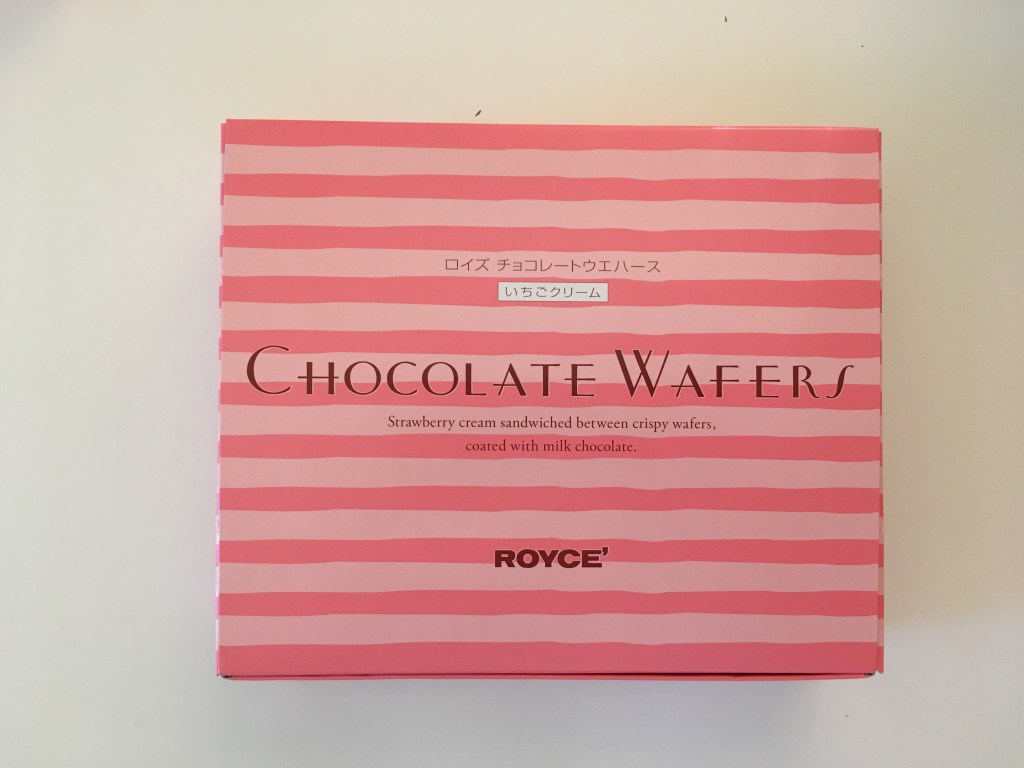 ロイズ チョコレートウエハース
いちごクリーム
CHOCOLATE WAFERS
Strawberry cream sandwiched between crispy wafers,
coated with milk chocolate.
ROYCE'